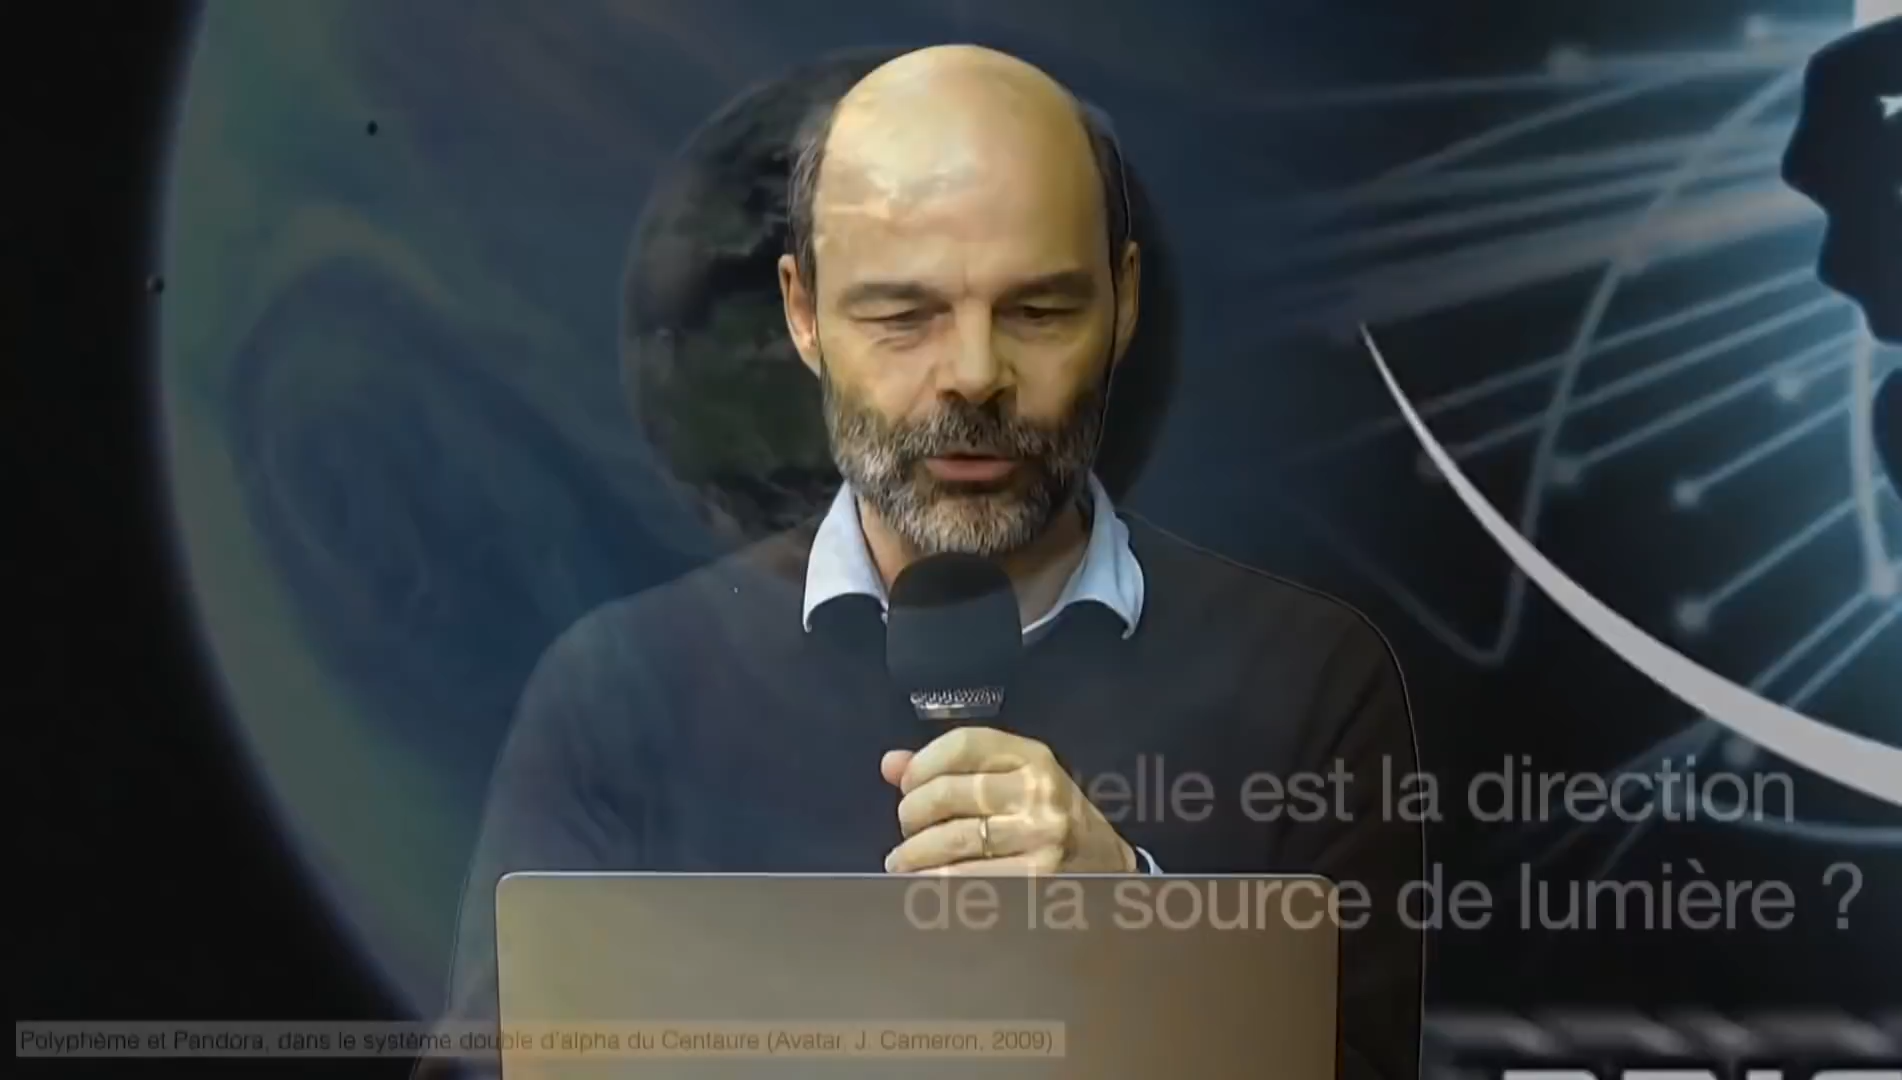 Quelle est la direction
de la source de lumière ?
Polyphème et Pandora, dans le système double d'alpha du Centaure (Avatar, J. Cameron, 2009)